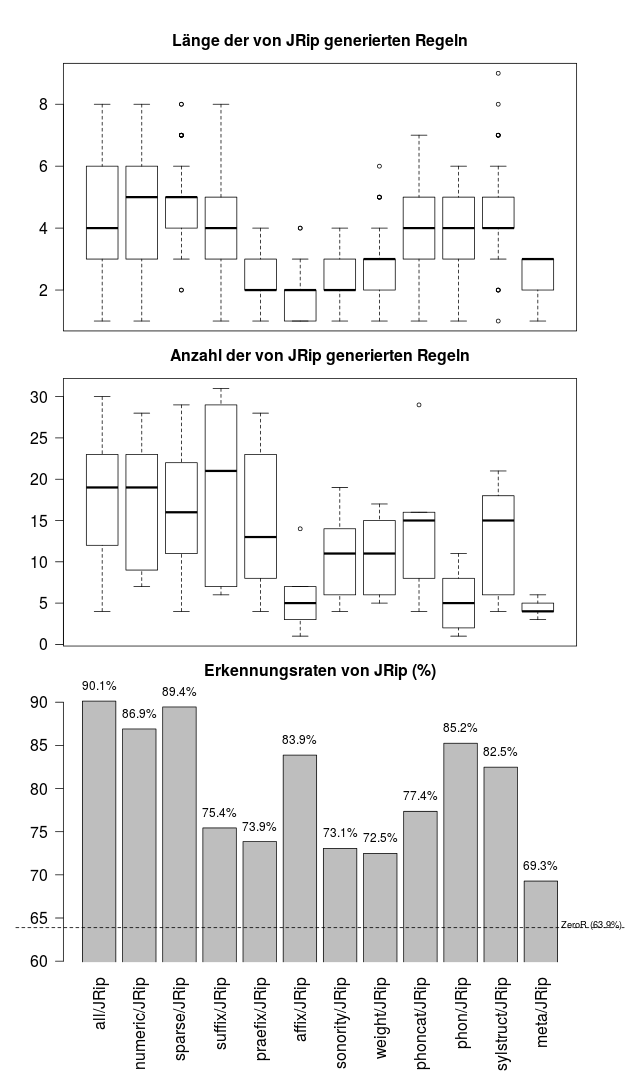 Länge der von JRip generierten Regeln
8
6
4
2
Anzahl der von JRip generierten Regeln
30
25
20
15
10
5
0
Erkennungsraten von JRip (%)
90
85
80
75
70
65
60
90.1%
86.9%
89.4%
75.4%
73.9%
83.9%
73.1%
72.5%
77.4%
85.2%
82.5%
69.3%
ZeroR (63.9%)
all/JRip
numeric/JRip
sparse/JRip
suffix/JRip
praefix/JRip
affix/JRip
sonority/JRip
weight/JRip
phoncat/JRip
phon/JRip
sylstruct/JRip
meta/JRip